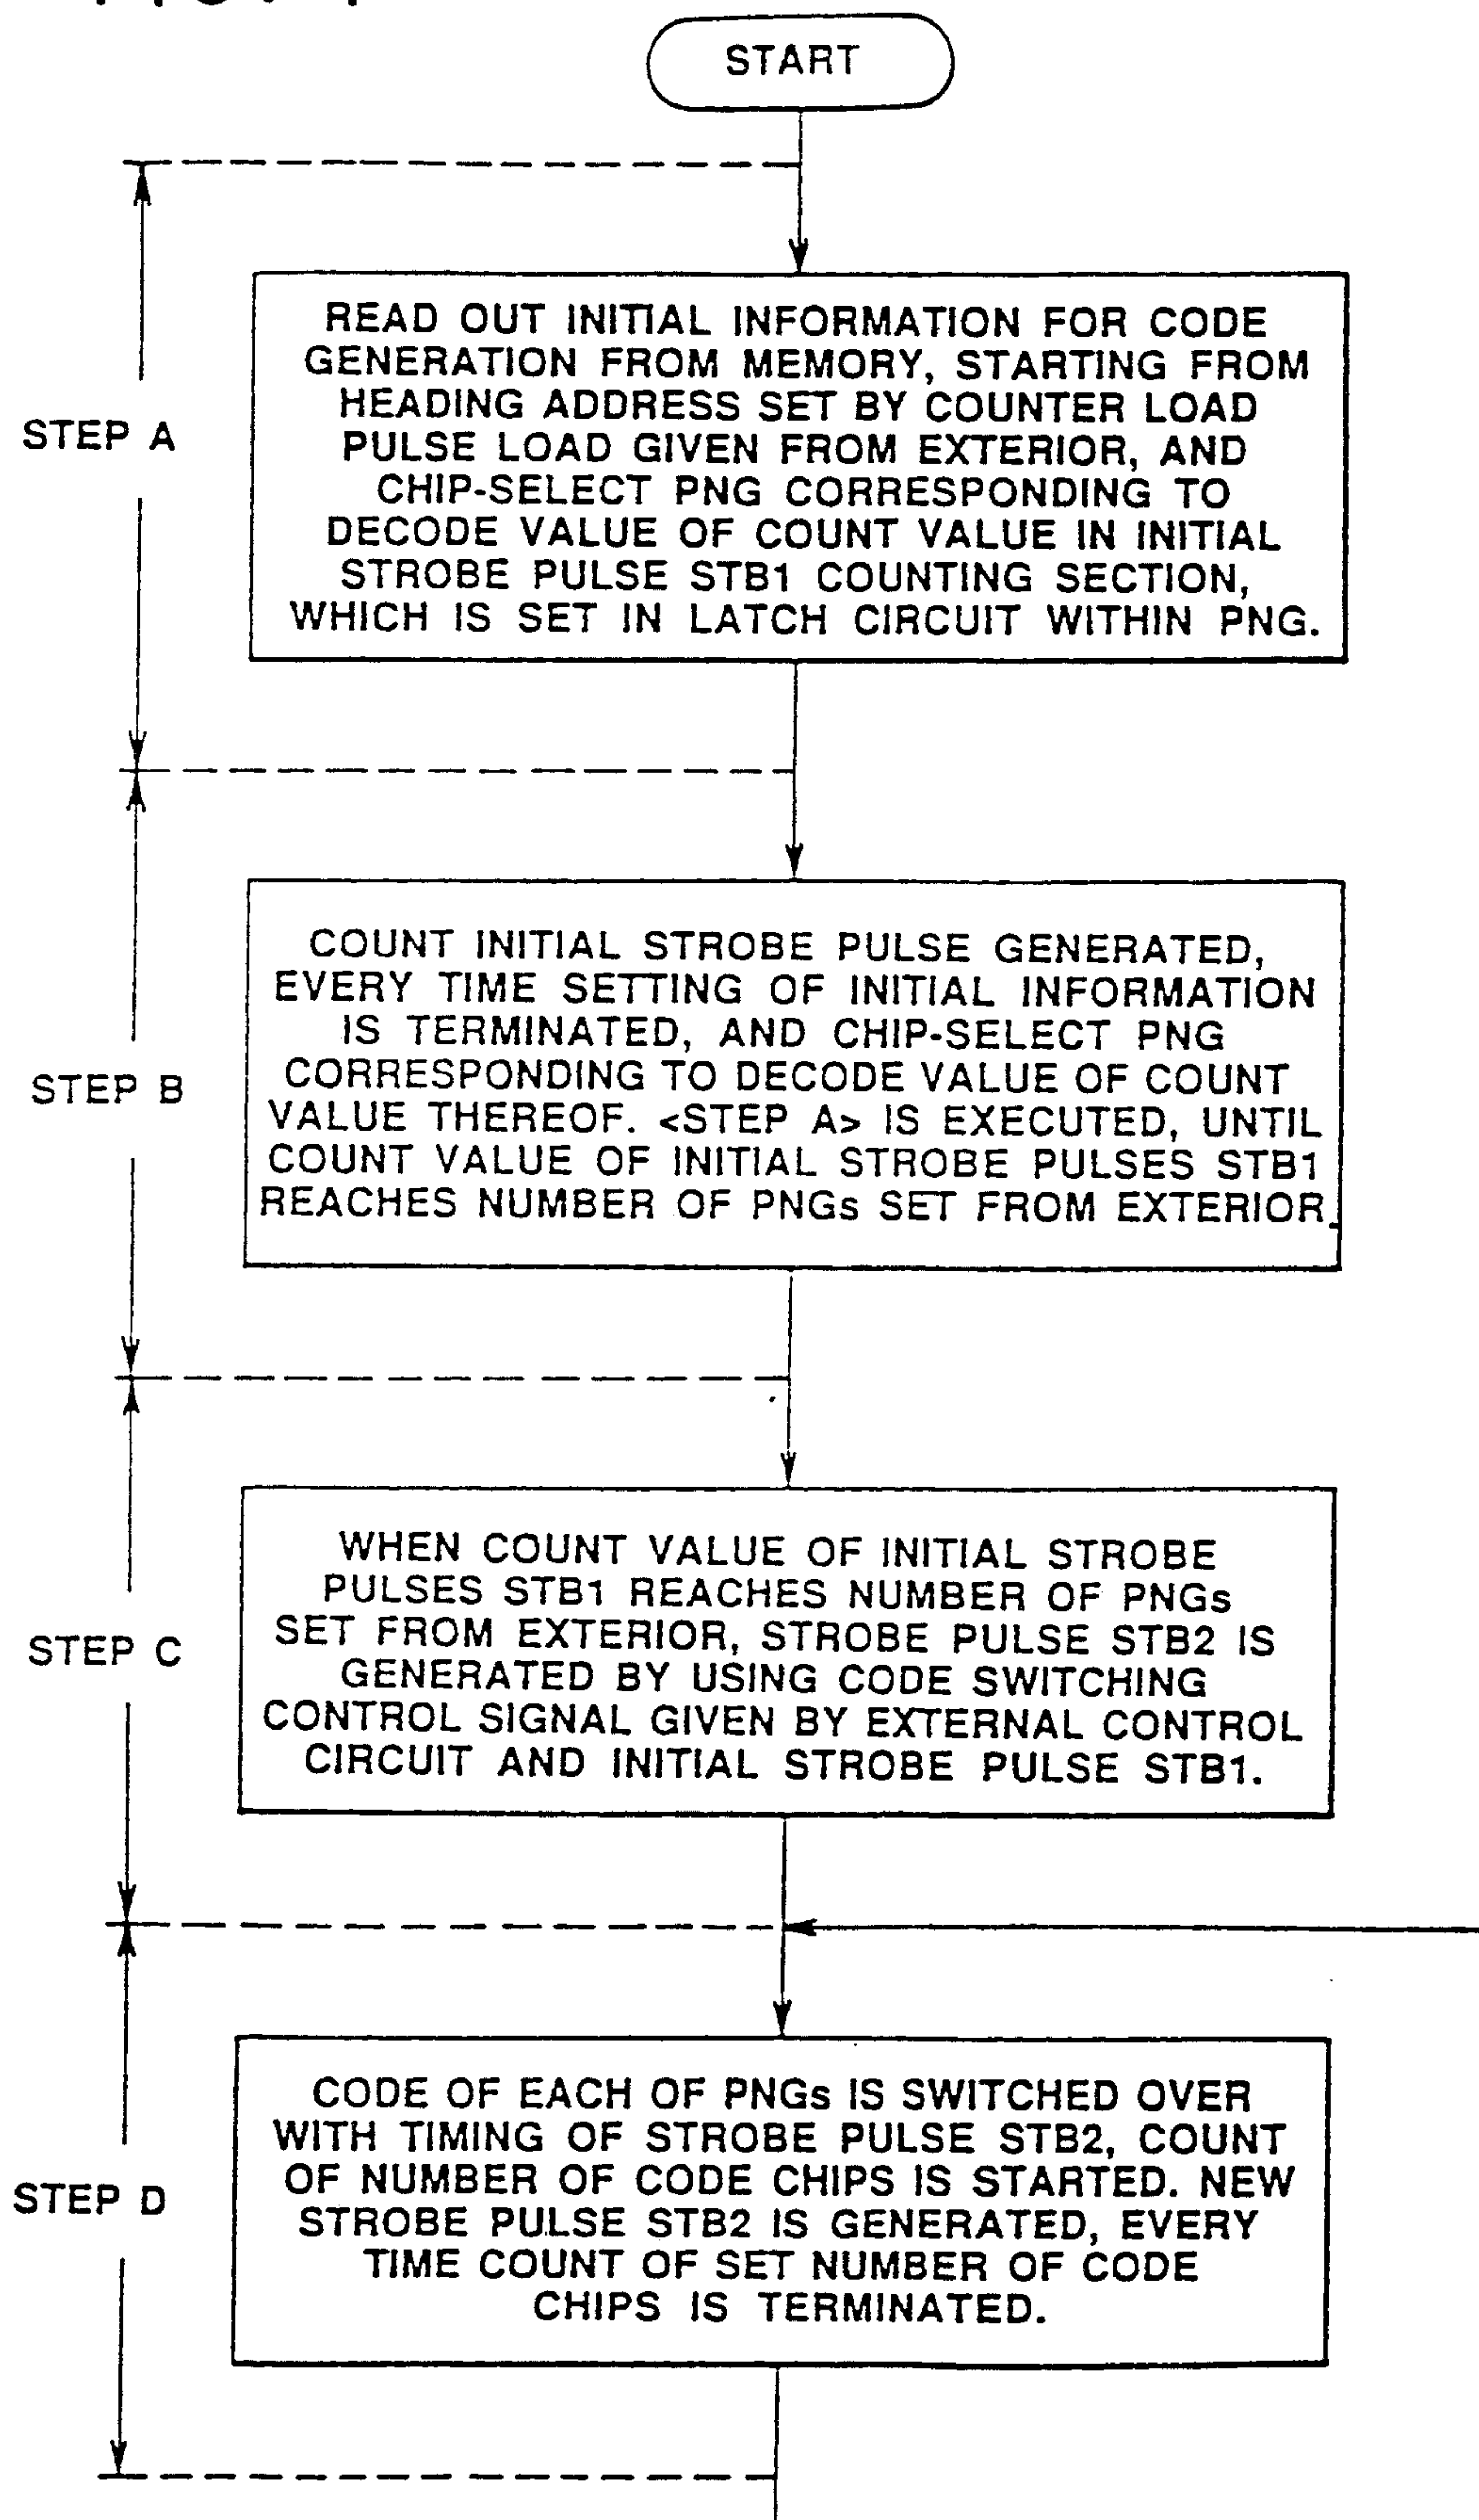 START
READ OUT INITIAL INFORMATION FOR CODE
GENERATION FROM MEMORY, STARTING FROM
HEADING ADDRESS SET BY COUNTER LOAD
PULSE LOAD GIVEN FROM EXTERIOR, AND
CHIP-SELECT PNG CORRESPONDING TO
DECODE VALUE OF COUNT VALUE IN INITIAL
STROBE PULSE STB1 COUNTING SECTION,
WHICH IS SET IN LATCH CIRCUIT WITHIN PNG.
STEP A
COUNT INITIAL STROBE PULSE GENERATED,
EVERY TIME SETTING OF INITIAL INFORMATION
IS TERMINATED, AND CHIP-SELECT PNG
CORRESPONDING TO DECODE VALUE OF COUNT
VALUE THEREOF. <STEP A> IS EXECUTED, UNTIL
COUNT VALUE OF INITIAL STROBE PULSES STB1
REACHES NUMBER OF PNGs SET FROM EXTERIOR.
STEP B
WHEN COUNT VALUE OF INITIAL STROBE
PULSES STB1 REACHES NUMBER OF PNGs
SET FROM EXTERIOR, STROBE PULSE STB2 IS
GENERATED BY USING CODE SWITCHING
CONTROL SIGNAL GIVEN BY EXTERNAL CONTROL
CIRCUIT AND INITIAL STROBE PULSE STB1.
STEP C
CODE OF EACH OF PNGs IS SWITCHED OVER
WITH TIMING OF STROBE PULSE STB2, COUNT
OF NUMBER OF CODE CHIPS IS STARTED. NEW
STROBE PULSE STB2 IS GENERATED, EVERY
TIME COUNT OF SET NUMBER OF CODE
CHIPS IS TERMINATED.
STEP D